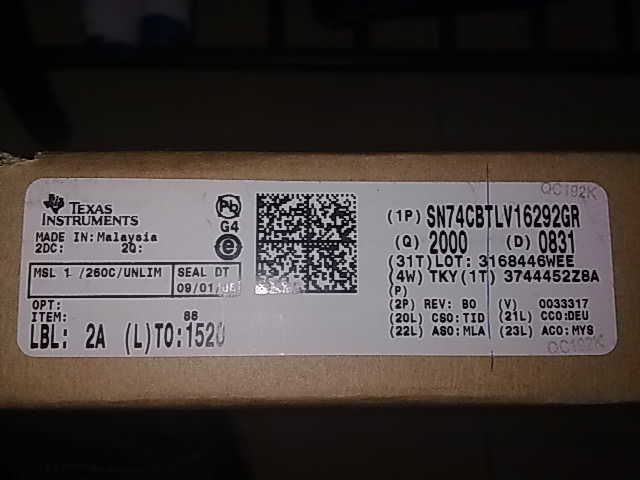 TEXAS
INSTRUMENTS
MADE IN: Malaysia
2DC: 2Q:
Pb
G4
e
MSL 1 /260C/UNLIM SEAL DT
09/01/08
OPT:
ITEM: 88
LBL: 2A (L)TO:1520
QC192K
(1P) SN74CBTLV16292GR
(Q) 2000 (D) 0831
(31T)LOT: 3168446WEE
(4W) TKY(1T) 3744452Z8A
(P)
(2P) REV: B0 (V) 0033317
(20L) CSO:TID (21L) CCO:DEU
(22L) ASO:MLA (23L) ACO:MYS
QC192K